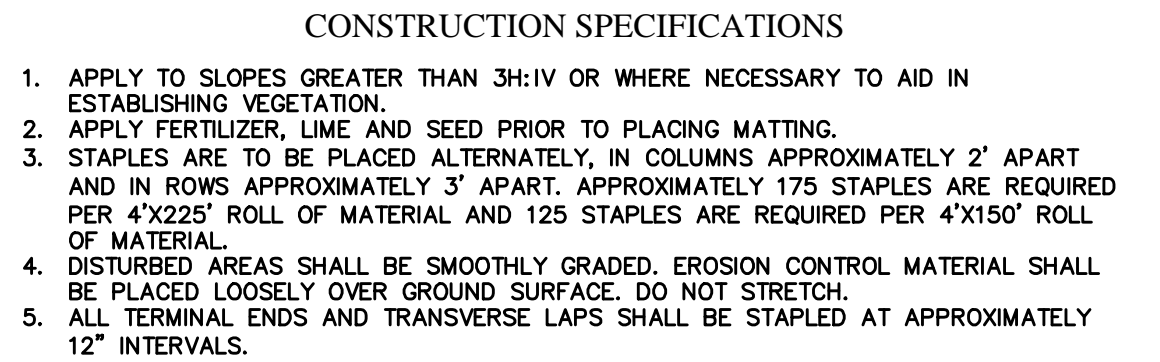 CONSTRUCTION SPECIFICATIONS
1. APPLY TO SLOPES GREATER THAN 3H:IV OR WHERE NECESSARY TO AID IN
ESTABLISHING VEGETATION.
2. APPLY FERTILIZER, LIME AND SEED PRIOR TO PLACING MATTING.
3. STAPLES ARE TO BE PLACED ALTERNATELY, IN COLUMNS APPROXIMATELY 2' APART
AND IN ROWS APPROXIMATELY 3' APART. APPROXIMATELY 175 STAPLES ARE REQUIRED
PER 4'X225' ROLL OF MATERIAL AND 125 STAPLES ARE REQUIRED PER 4'X150' ROLL
OF MATERIAL.
4. DISTURBED AREAS SHALL BE SMOOTHLY GRADED. EROSION CONTROL MATERIAL SHALL
BE PLACED LOOSELY OVER GROUND SURFACE. DO NOT STRETCH.
5. ALL TERMINAL ENDS AND TRANSVERSE LAPS SHALL BE STAPLED AT APPROXIMATELY
12" INTERVALS.